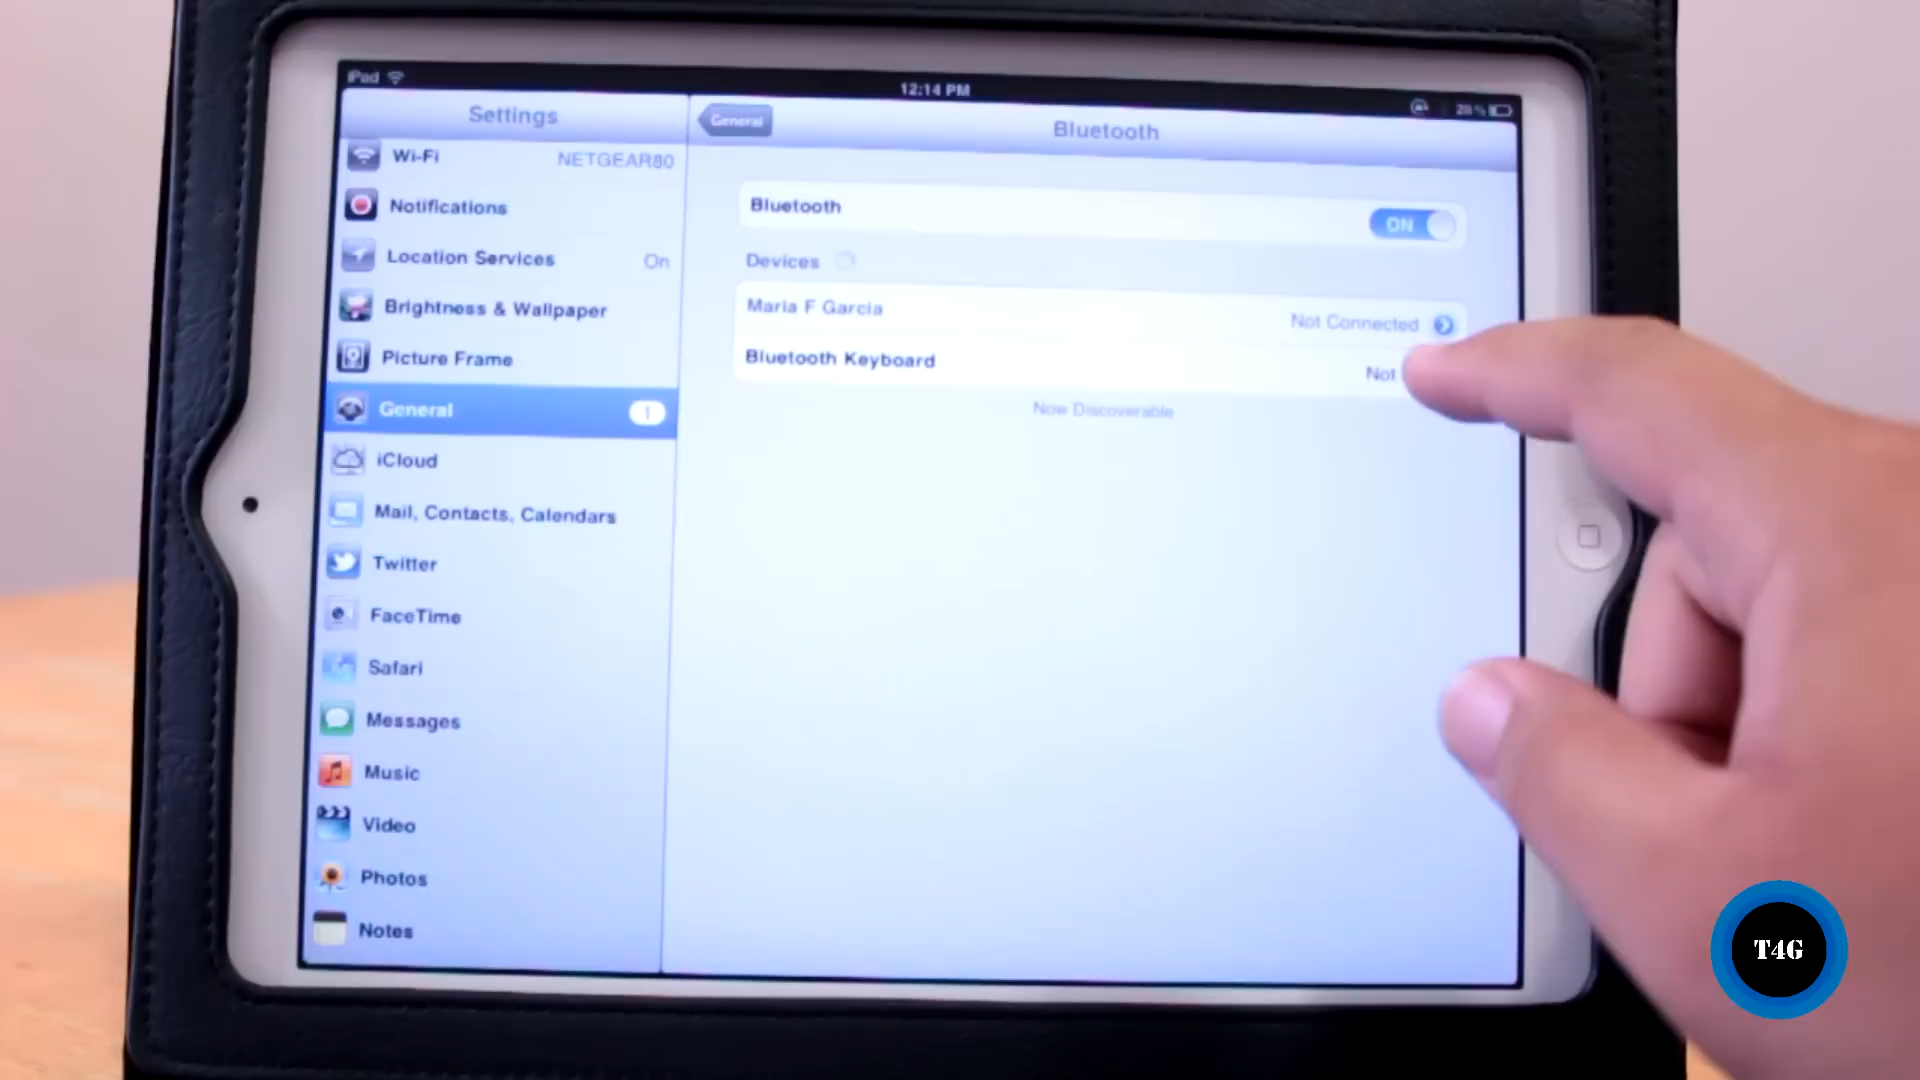 iPad 12:14 PM 28%
Settings
Wi-Fi NETGEAR80
Notifications
Location Services On
Brightness & Wallpaper
Picture Frame
General 1
iCloud
Mail, Contacts, Calendars
Twitter
FaceTime
Safari
Messages
Music
Video
Photos
Notes
General Bluetooth
Bluetooth ON
Devices
Maria F Garcia Not Connected
Bluetooth Keyboard Not
Now Discoverable
T4G